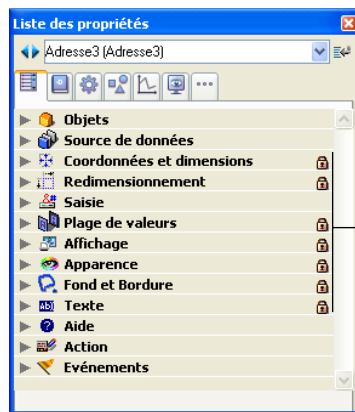 Liste des propriétés
Adresse3 (Adresse3)
Objets
Source de données
Coordonnées et dimensions
Redimensionnement
Saisie
Plage de valeurs
Affichage
Apparence
Fond et Bordure
Texte
Aide
Action
Evénements